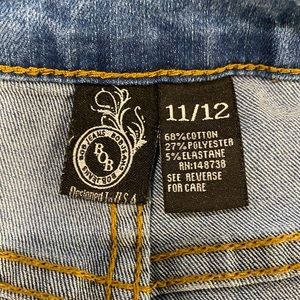 BOB
Designed In U.S.A
11/12
68%COTTON
27%POLYESTER
5%ELASTANE
RN:148738
SEE REVERSE
FOR CARE